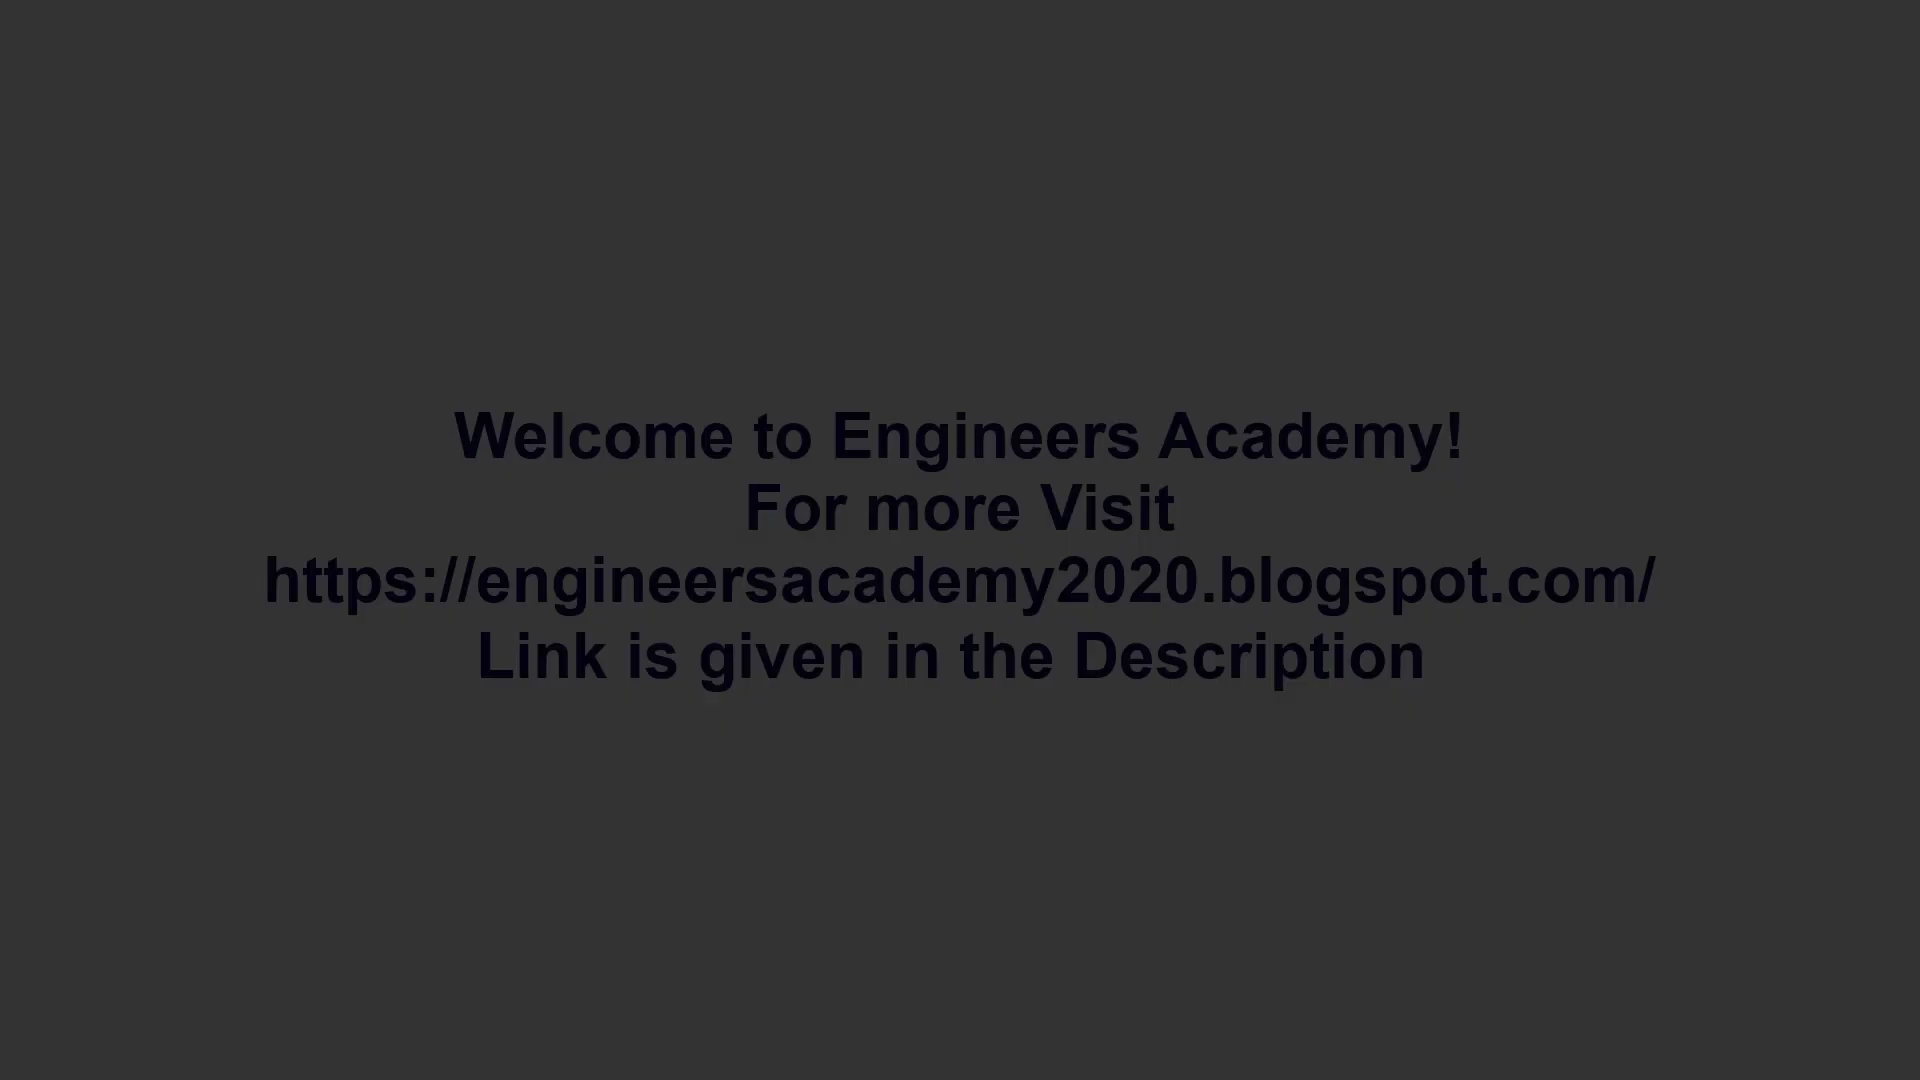 Welcome to Engineers Academy!
For more Visit
https://engineersacademy2020.blogspot.com/
Link is given in the Description